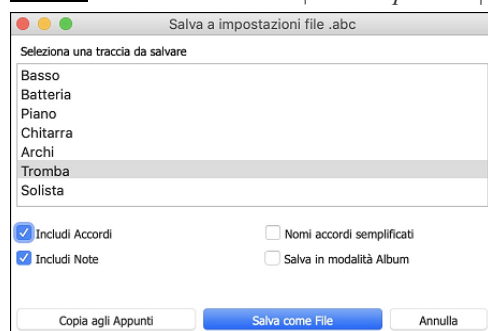 Salva a impostazioni file .abc
Seleziona una traccia da salvare
Basso
Batteria
Piano
Chitarra
Archi
Tromba
Solista
Includi Accordi
Nomi accordi semplificati
Includi Note
Salva in modalità Album
Copia agli Appunti
Salva come File
Annulla